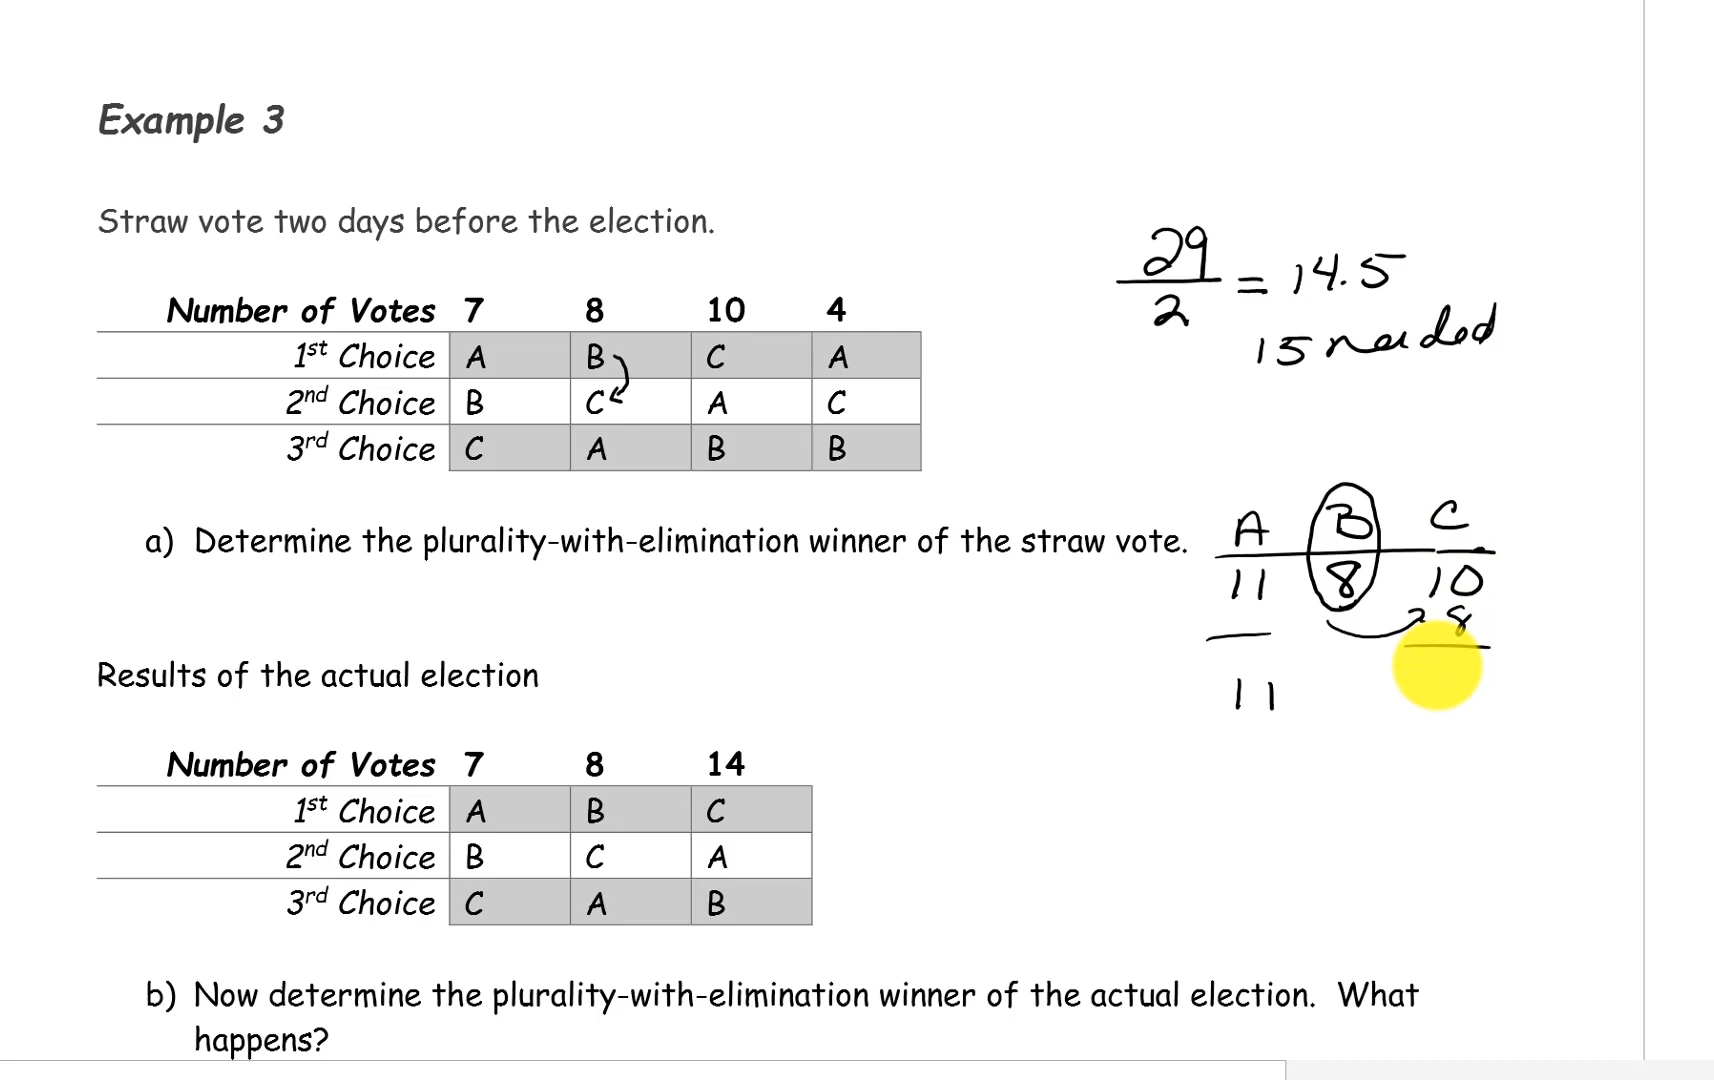 Example 3
Straw vote two days before the election.
29
2
= 14.5
15 needed
Number of Votes 7 8 10 4
1st Choice A B C A
2nd Choice B C A C
3rd Choice C A B B
a) Determine the plurality-with-elimination winner of the straw vote.
A B C
11 8 10
8
11
Results of the actual election
Number of Votes 7 8 14
1st Choice A B C
2nd Choice B C A
3rd Choice C A B
b) Now determine the plurality-with-elimination winner of the actual election. What
happens?